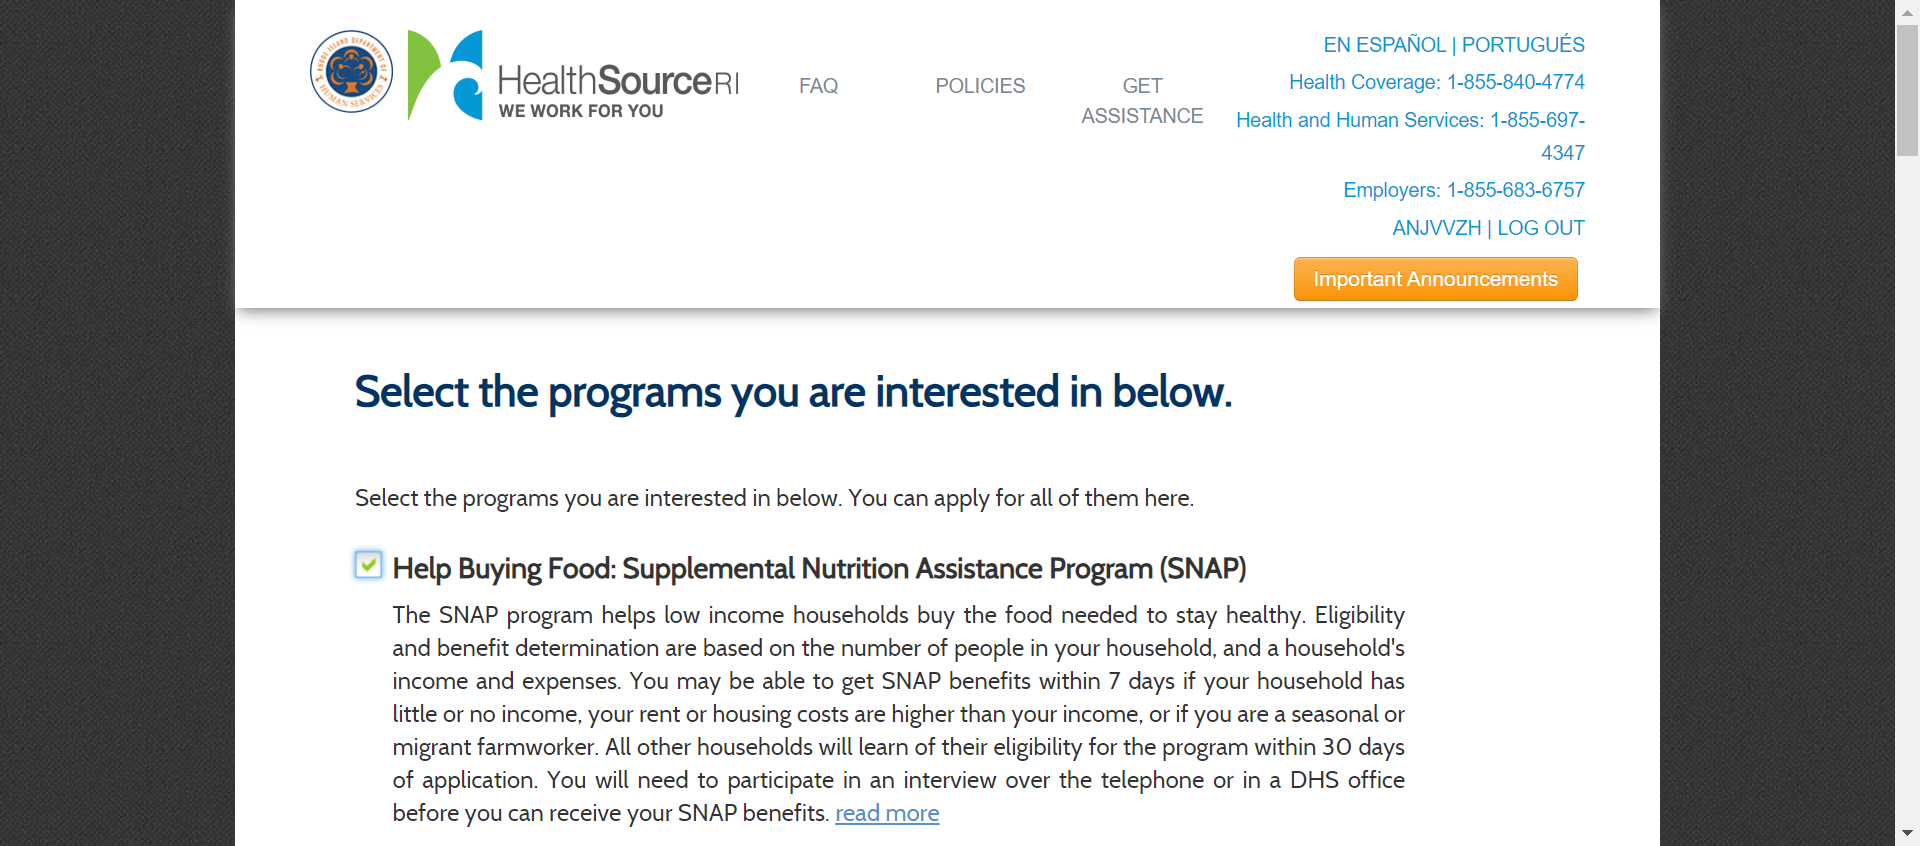 RHODE ISLAND DEPARTMENT OF
HUMAN SERVICES
HealthSourceRI
WE WORK FOR YOU
FAQ
POLICIES
GET
ASSISTANCE
EN ESPAÑOL | PORTUGUÉS
Health Coverage: 1-855-840-4774
Health and Human Services: 1-855-697-
4347
Employers: 1-855-683-6757
ANJVVZH | LOG OUT
Important Announcements
Select the programs you are interested in below.
Select the programs you are interested in below. You can apply for all of them here.
Help Buying Food: Supplemental Nutrition Assistance Program (SNAP)
The SNAP program helps low income households buy the food needed to stay healthy. Eligibility
and benefit determination are based on the number of people in your household, and a household's
income and expenses. You may be able to get SNAP benefits within 7 days if your household has
little or no income, your rent or housing costs are higher than your income, or if you are a seasonal or
migrant farmworker. All other households will learn of their eligibility for the program within 30 days
of application. You will need to participate in an interview over the telephone or in a DHS office
before you can receive your SNAP benefits. read more